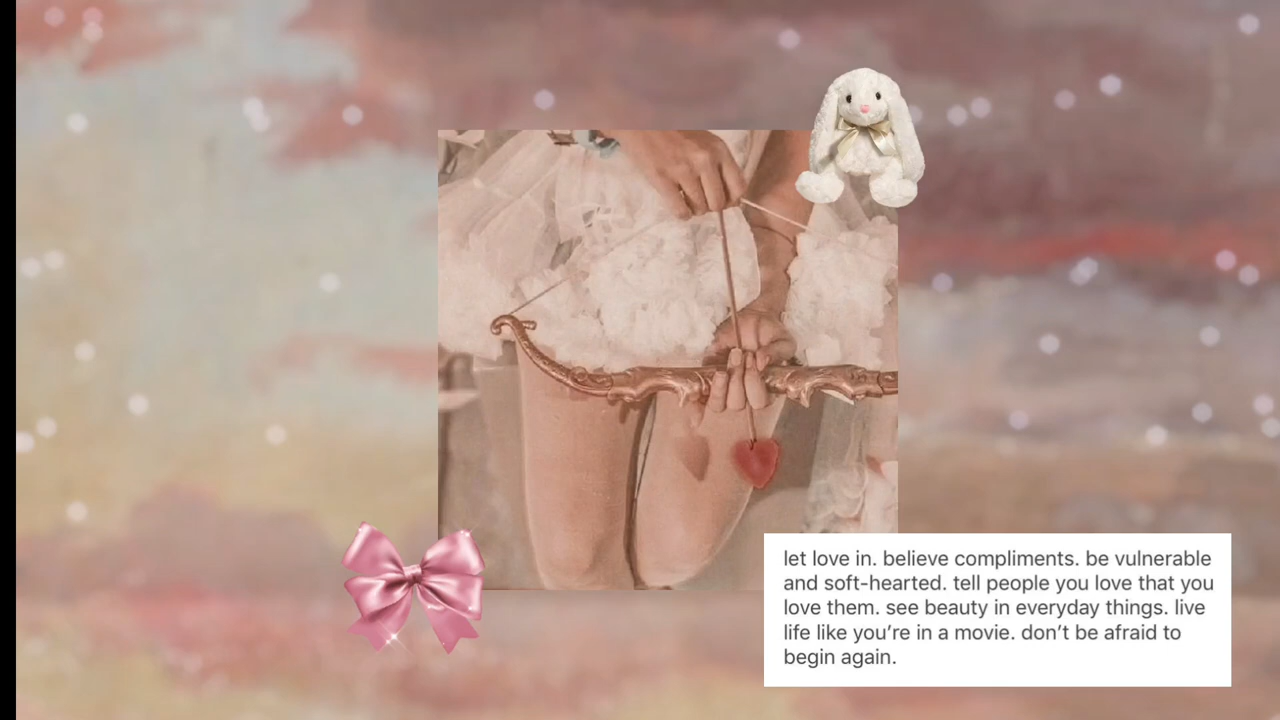 let love in. believe compliments. be vulnerable
and soft-hearted. tell people you love that you
love them. see beauty in everyday things. live
life like you’re in a movie. don’t be afraid to
begin again.